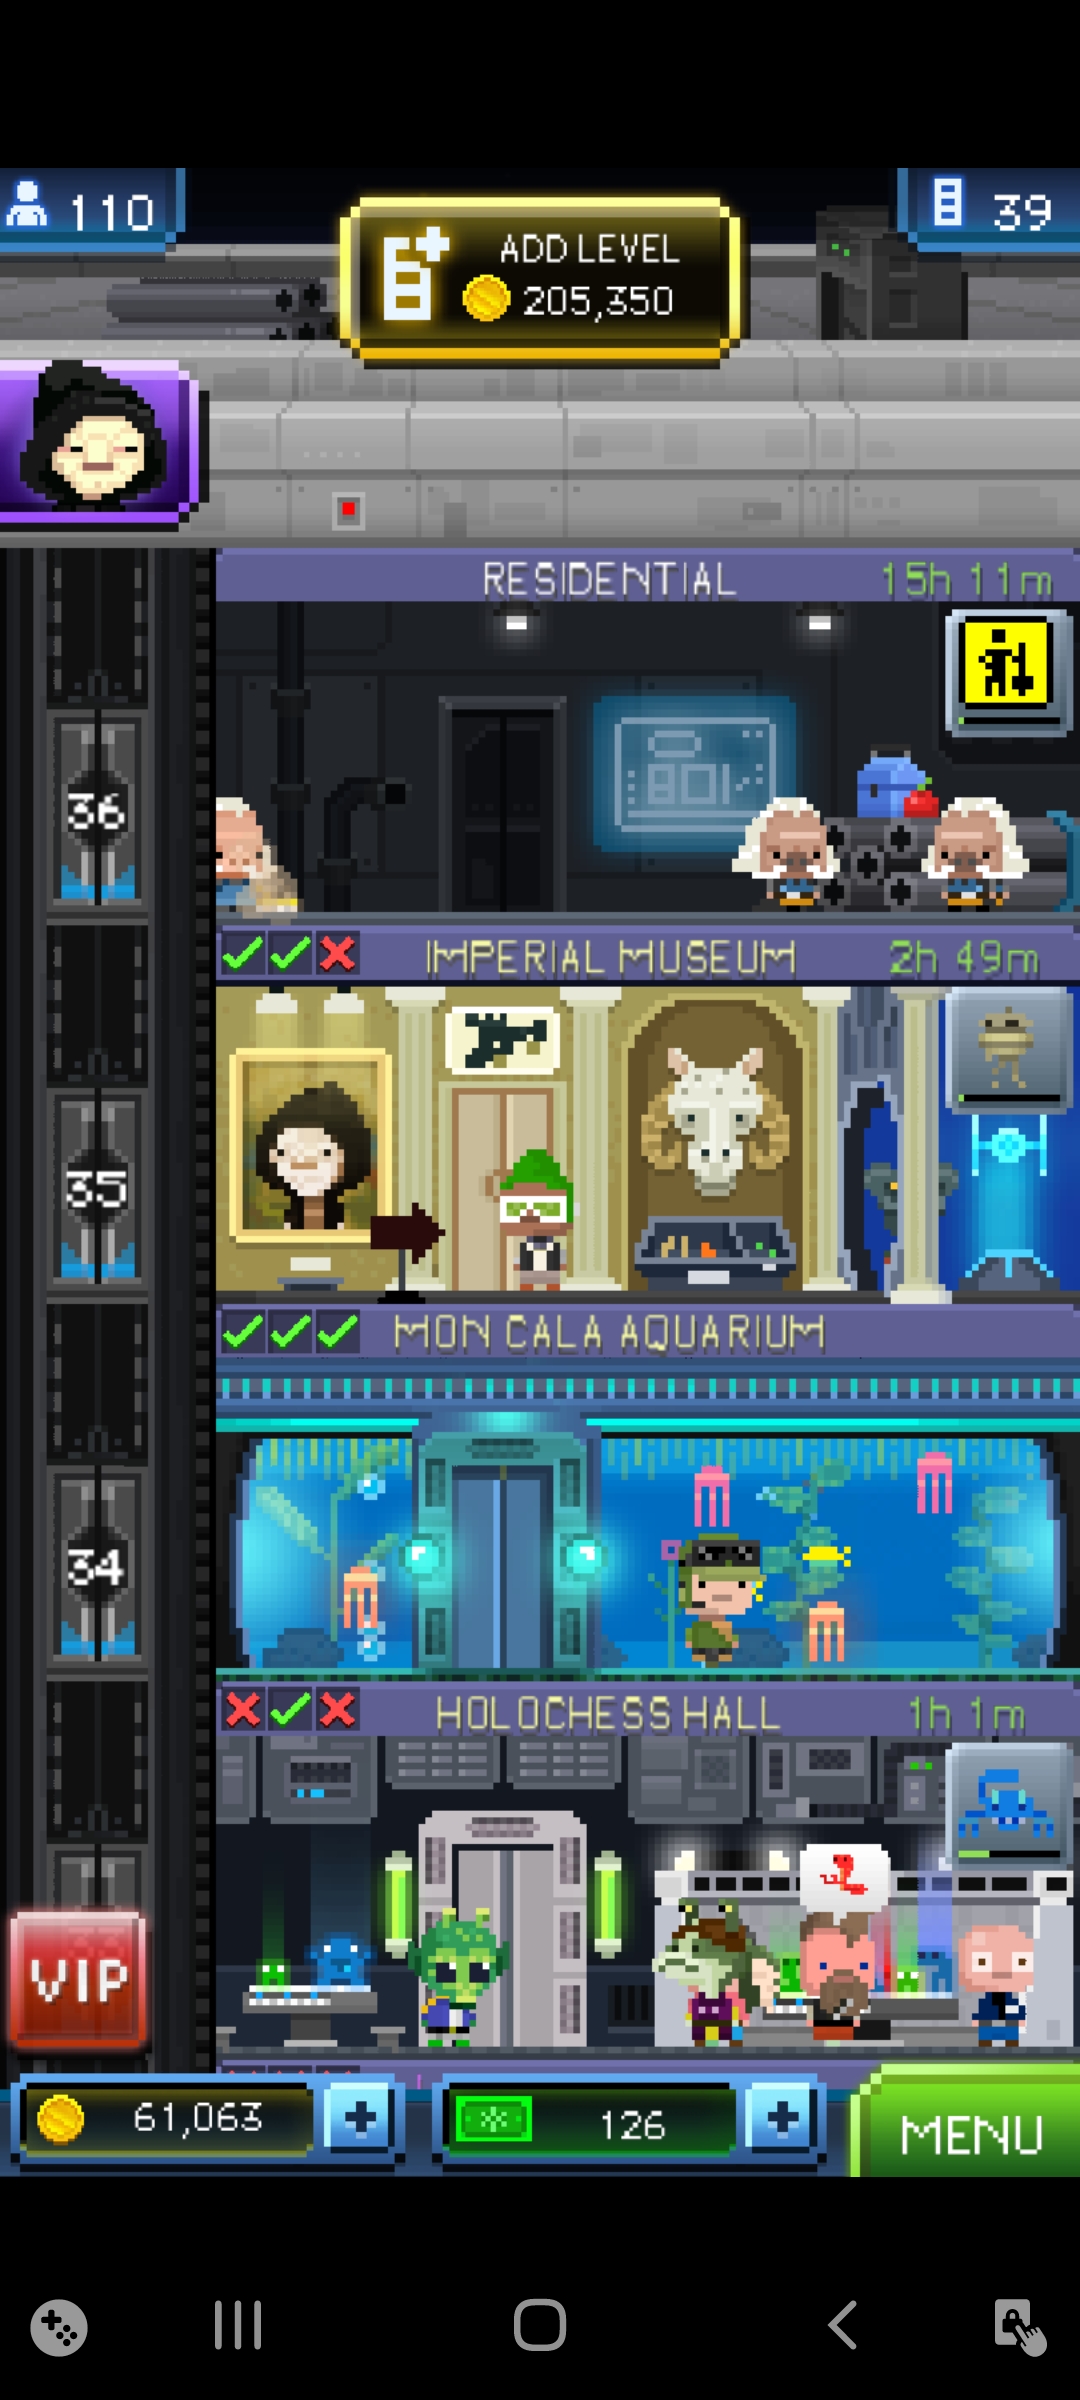 110
ADD LEVEL
205,350
39
RESIDENTIAL 15h 11m
36
IMPERIAL MUSEUM 2h 49m
35
MON CALA AQUARIUM
34
HOLOCHESS HALL 1h 1m
VIP
61,063
126
MENU